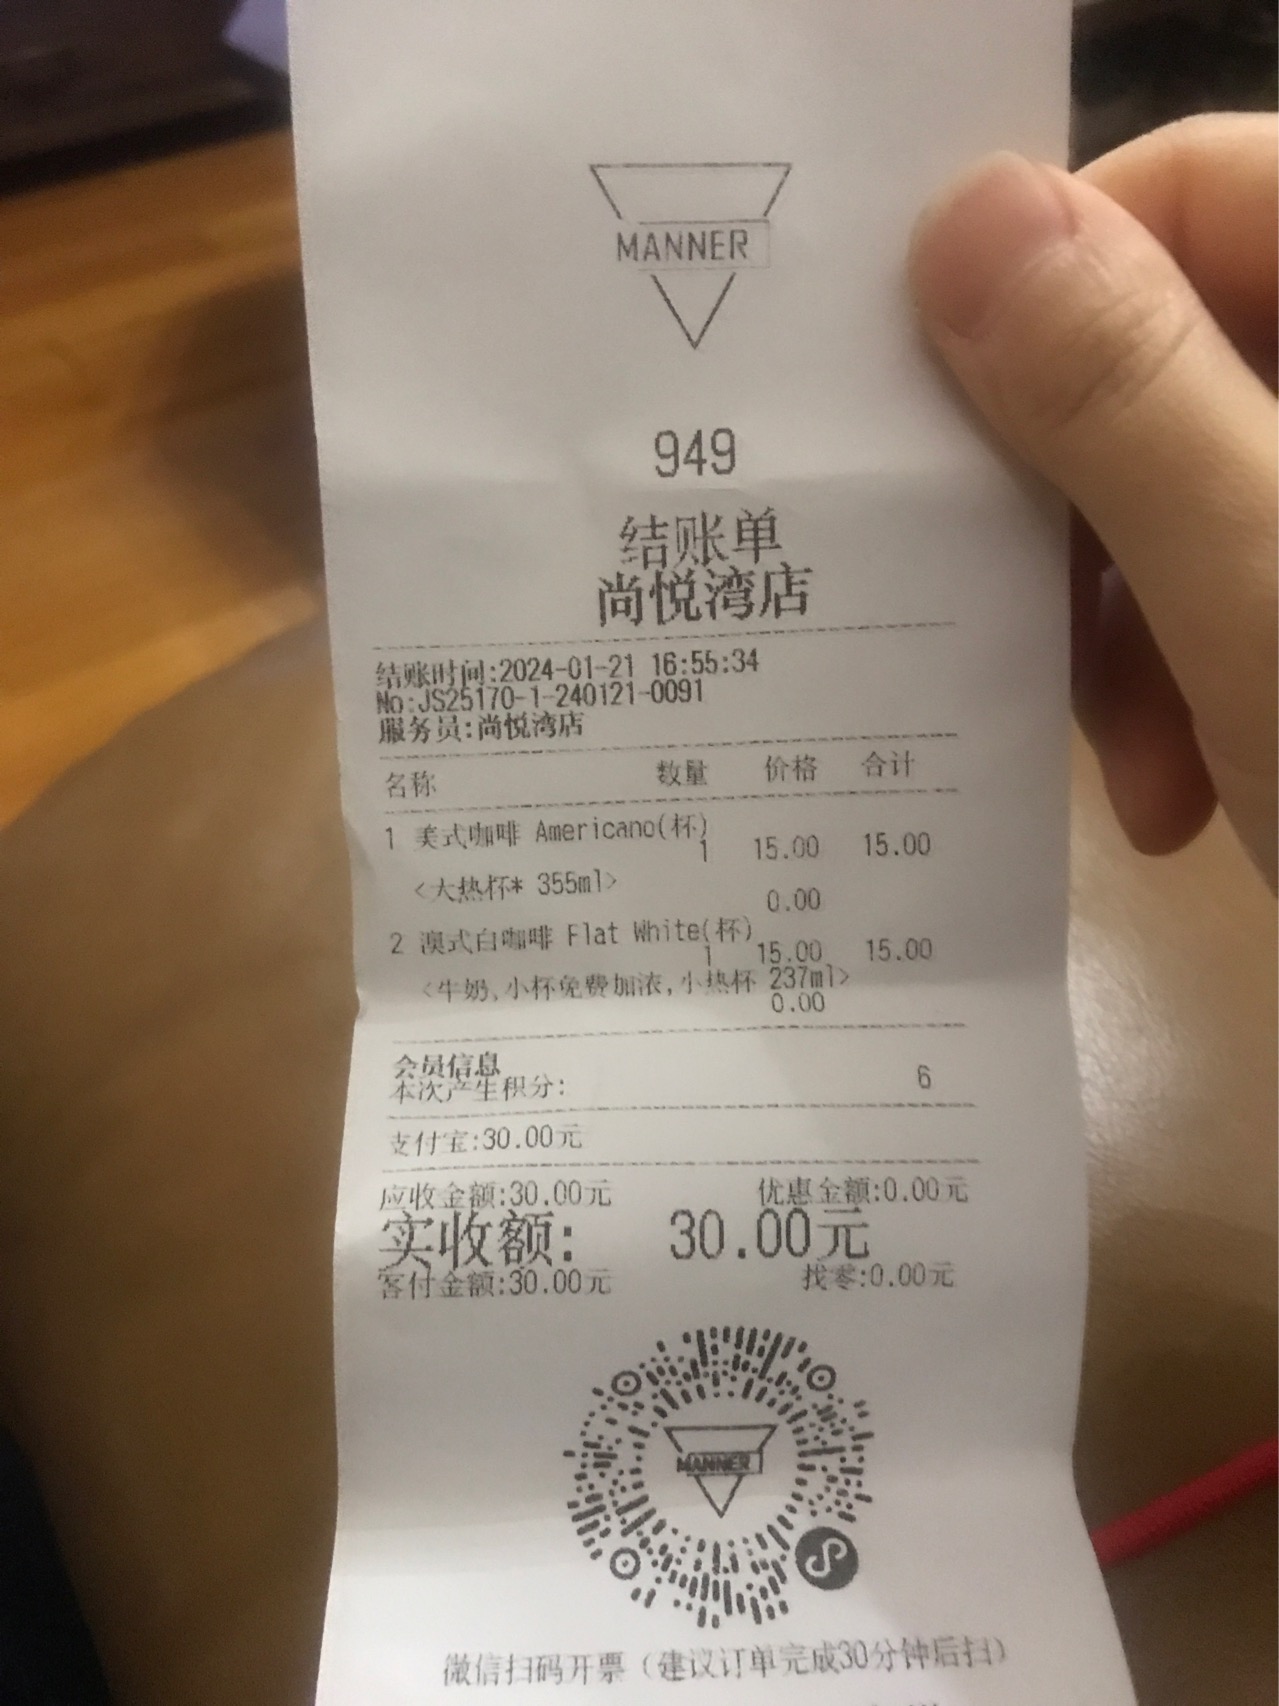 MANNER
949
结账单
尚悦湾店
结账时间:2024-01-21 16:55:34
No:JS25170-1-240121-0091
服务员:尚悦湾店
名称 数量 价格 合计
1 美式咖啡 Americano(杯)
1 15.00 15.00
<大热杯* 355ml>
0.00
2 澳式白咖啡 Flat White(杯)
1 15.00 15.00
<牛奶,小杯免费加浓,小热杯 237ml>
0.00
会员信息
本次产生积分: 6
支付宝:30.00元
应收金额:30.00元 优惠金额:0.00元
实收额: 30.00元
客付金额:30.00元 找零:0.00元
MANNER
微信扫码开票（建议订单完成30分钟后扫）